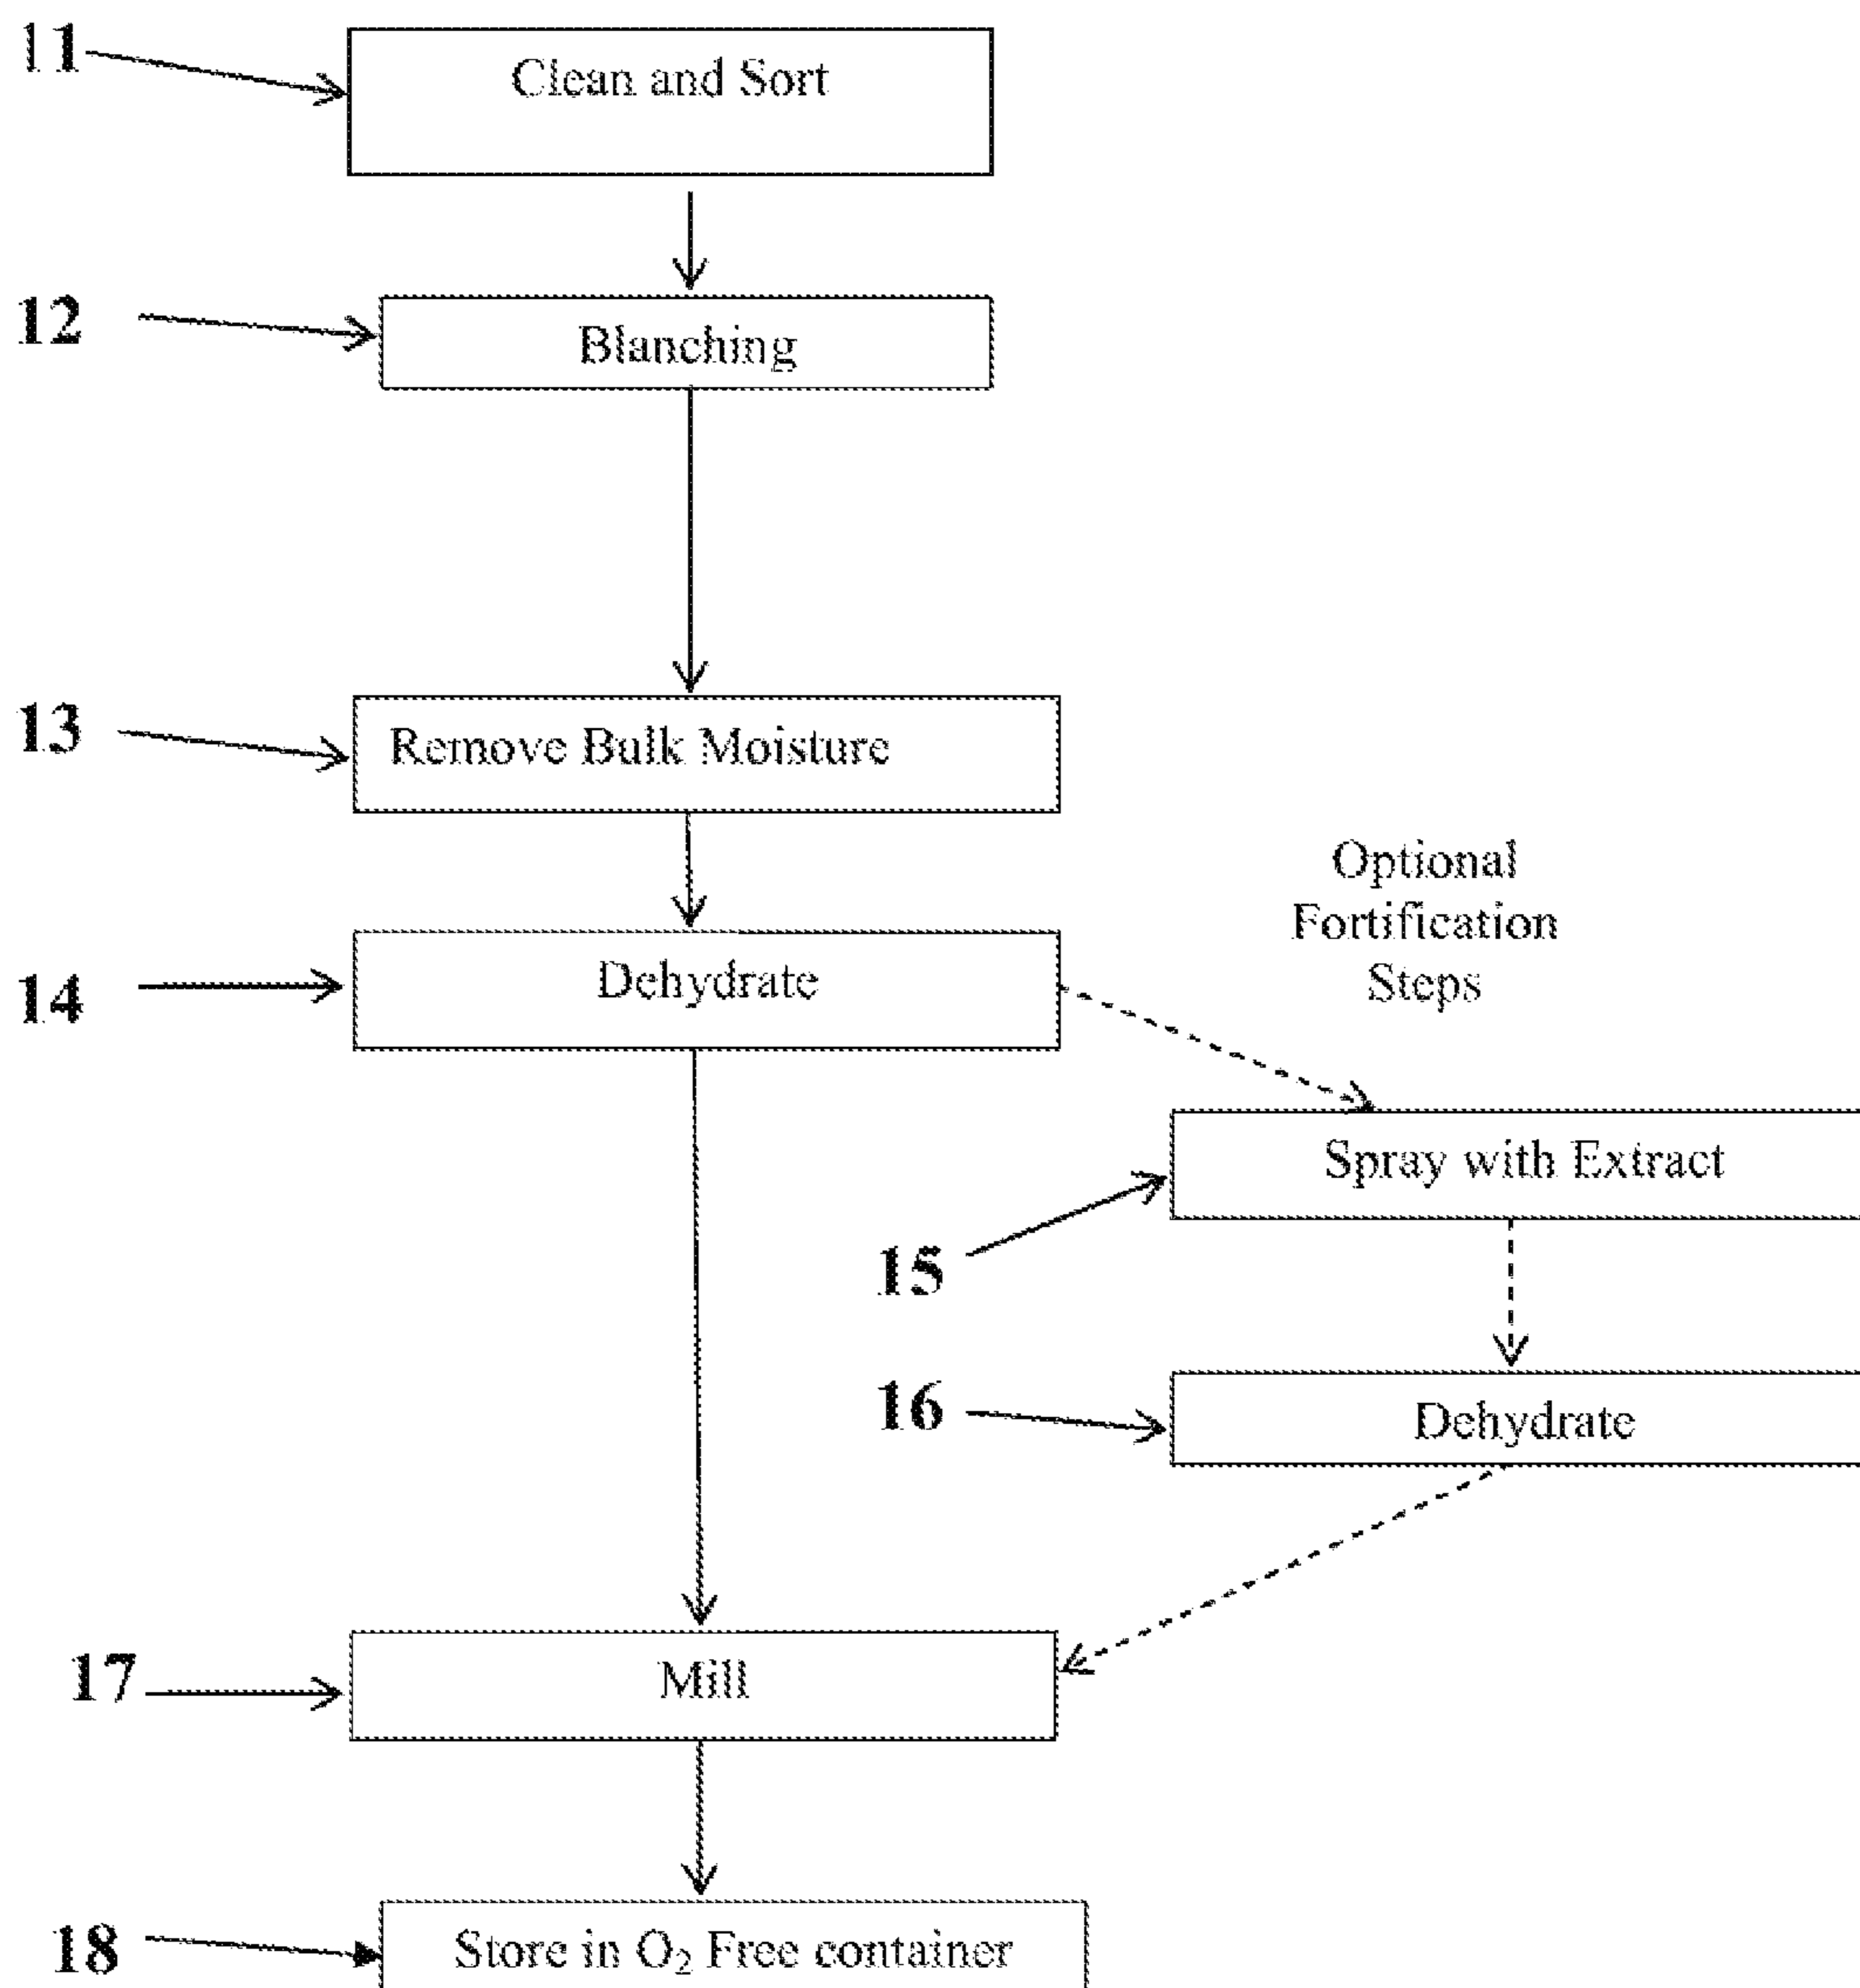 11
Clean and Sort
12
Blanching
13
Remove Bulk Moisture
Optional
Fortification
Steps
14
Dehydrate
Spray with Extract
15
16
Dehydrate
17
Mill
18
Store in O₂ Free container